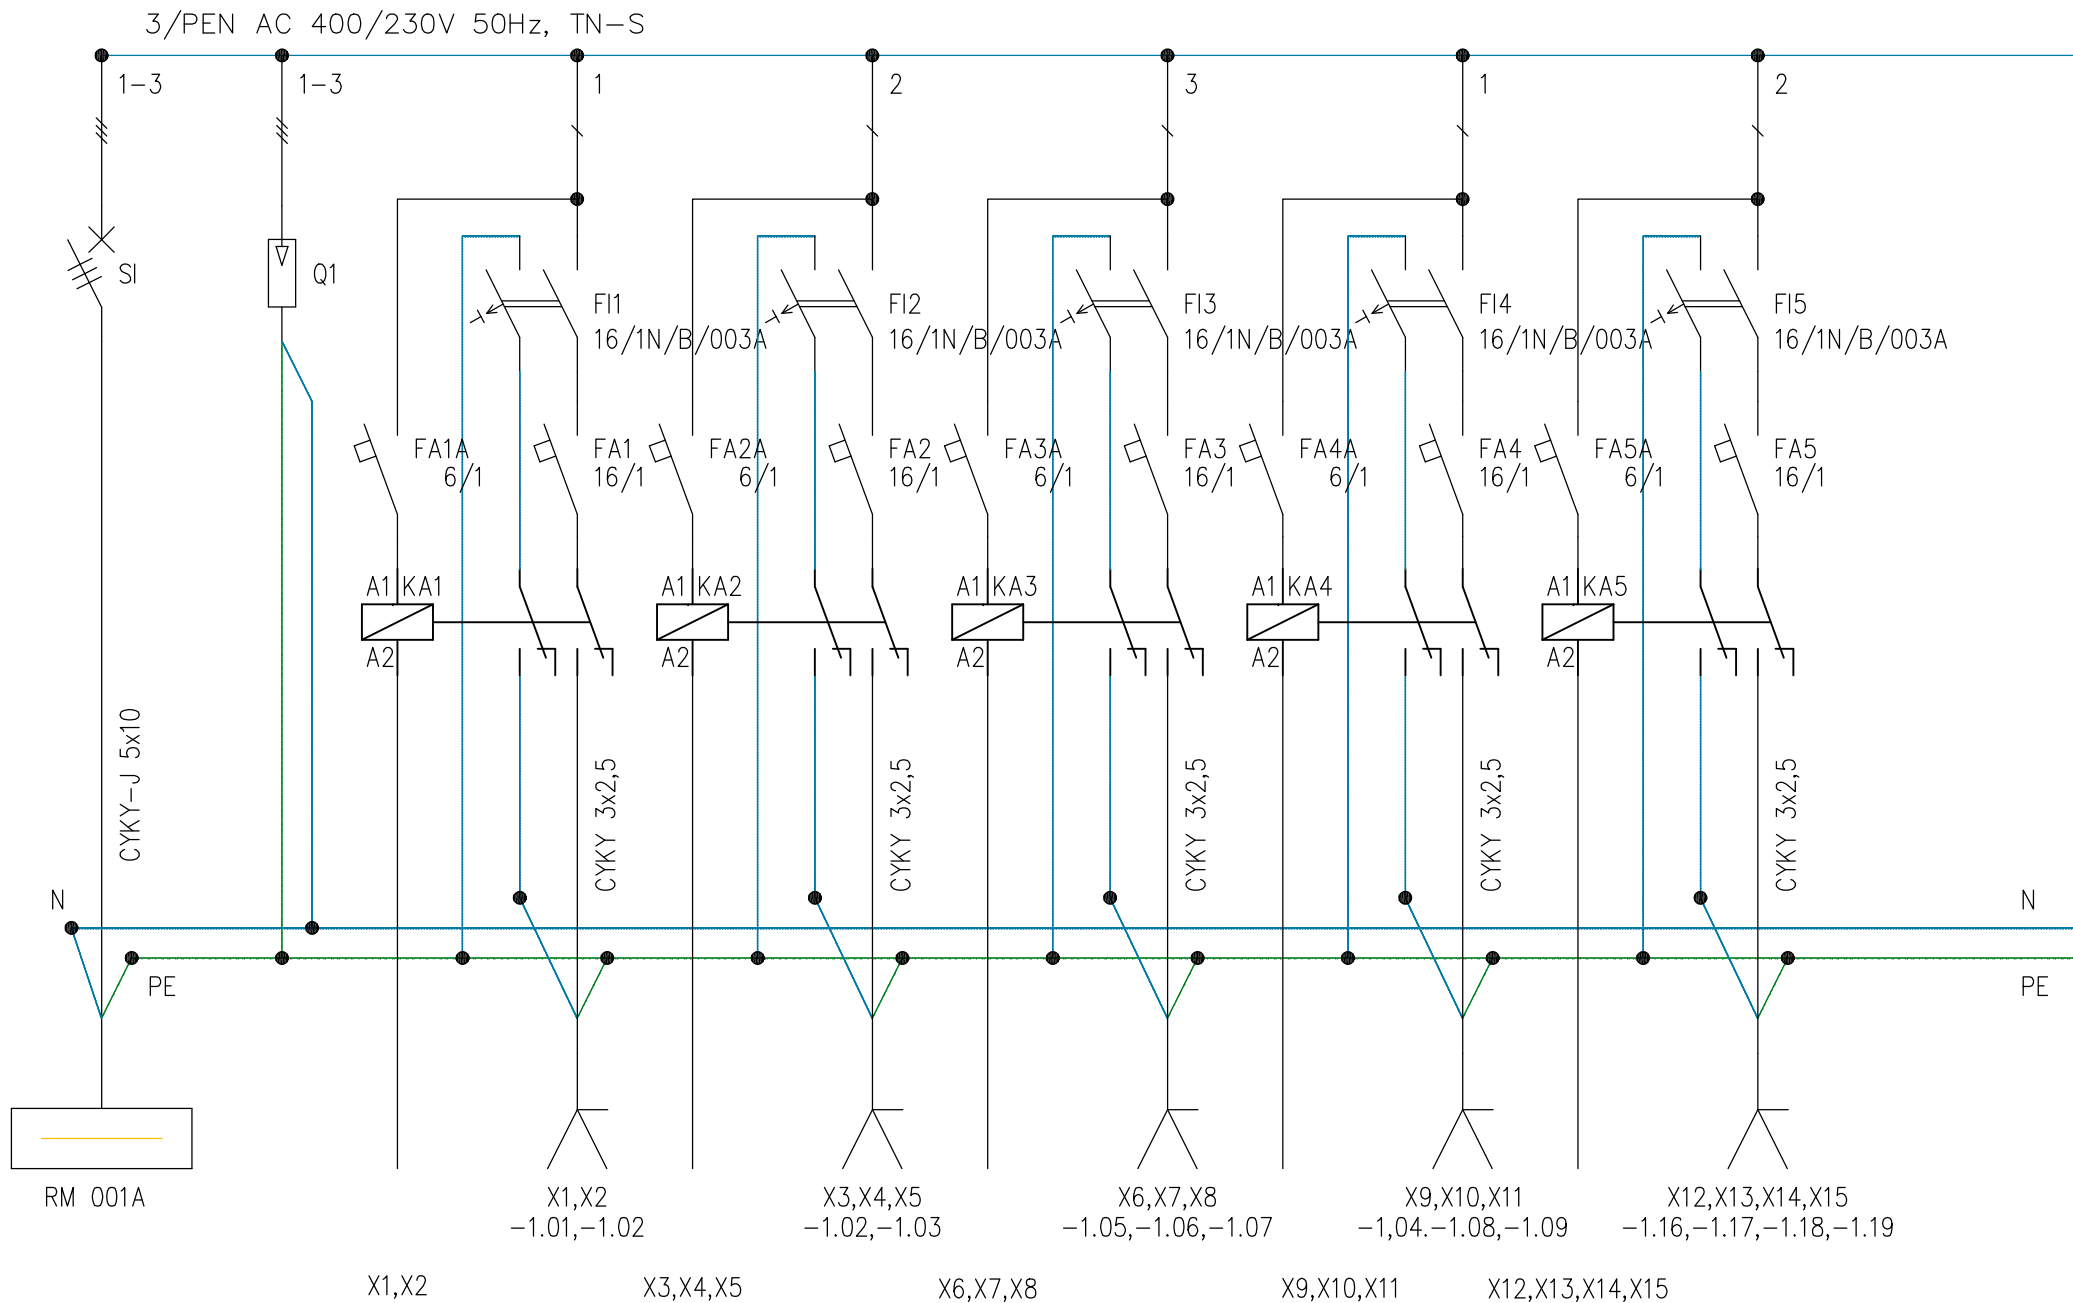 3/PEN AC 400/230V 50Hz, TN-S
1-3
1-3
1
2
3
1
2
SI
Q1
FI1
16/1N/B/003A
FI2
16/1N/B/003A
FI3
16/1N/B/003A
FI4
16/1N/B/003A
FI5
16/1N/B/003A
FA1A
6/1
FA1
16/1
FA2A
6/1
FA2
16/1
FA3A
6/1
FA3
16/1
FA4A
6/1
FA4
16/1
FA5A
6/1
FA5
16/1
A1 KA1
A2
A1 KA2
A2
A1 KA3
A2
A1 KA4
A2
A1 KA5
A2
CYKY-J 5x10
CYKY 3x2,5
CYKY 3x2,5
CYKY 3x2,5
CYKY 3x2,5
CYKY 3x2,5
N
N
PE
PE
RM 001A
X1,X2
-1.01,-1.02
X3,X4,X5
-1.02,-1.03
X6,X7,X8
-1.05,-1.06,-1.07
X9,X10,X11
-1,04.-1.08,-1.09
X12,X13,X14,X15
-1.16,-1.17,-1.18,-1.19
X1,X2
X3,X4,X5
X6,X7,X8
X9,X10,X11
X12,X13,X14,X15